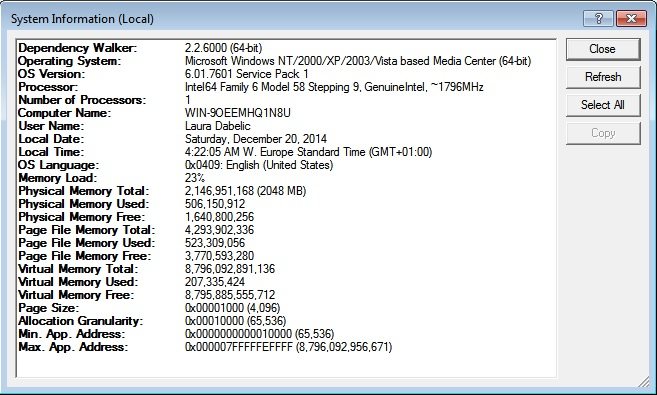 System Information (Local)
Dependency Walker: 2.2.6000 (64-bit)
Operating System: Microsoft Windows NT/2000/XP/2003/Vista based Media Center (64-bit)
OS Version: 6.01.7601 Service Pack 1
Processor: Intel64 Family 6 Model 58 Stepping 9, GenuineIntel, ~1796MHz
Number of Processors: 1
Computer Name: WIN-9OEEMHQ1N8U
User Name: Laura Dabelic
Local Date: Saturday, December 20, 2014
Local Time: 4:22:05 AM W. Europe Standard Time (GMT+01:00)
OS Language: 0x0409: English (United States)
Memory Load: 23%
Physical Memory Total: 2,146,951,168 (2048 MB)
Physical Memory Used: 506,150,912
Physical Memory Free: 1,640,800,256
Page File Memory Total: 4,293,902,336
Page File Memory Used: 523,309,056
Page File Memory Free: 3,770,593,280
Virtual Memory Total: 8,796,092,891,136
Virtual Memory Used: 207,335,424
Virtual Memory Free: 8,795,885,555,712
Page Size: 0x00001000 (4,096)
Allocation Granularity: 0x00010000 (65,536)
Min. App. Address: 0x0000000000010000 (65,536)
Max. App. Address: 0x000007FFFFFEFFFF (8,796,092,956,671)
Close
Refresh
Select All
Copy